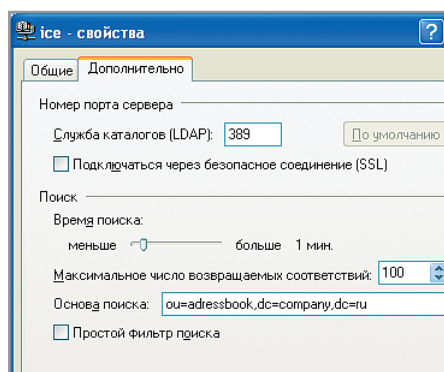 ice - свойства
?
Общие
Дополнительно
Номер порта сервера
Служба каталогов (LDAP): 389 По умолчанию
Подключаться через безопасное соединение (SSL)
Поиск
Время поиска:
меньше больше 1 мин.
Максимальное число возвращаемых соответствий: 100
Основа поиска: ou=adressbook,dc=company,dc=ru
Простой фильтр поиска